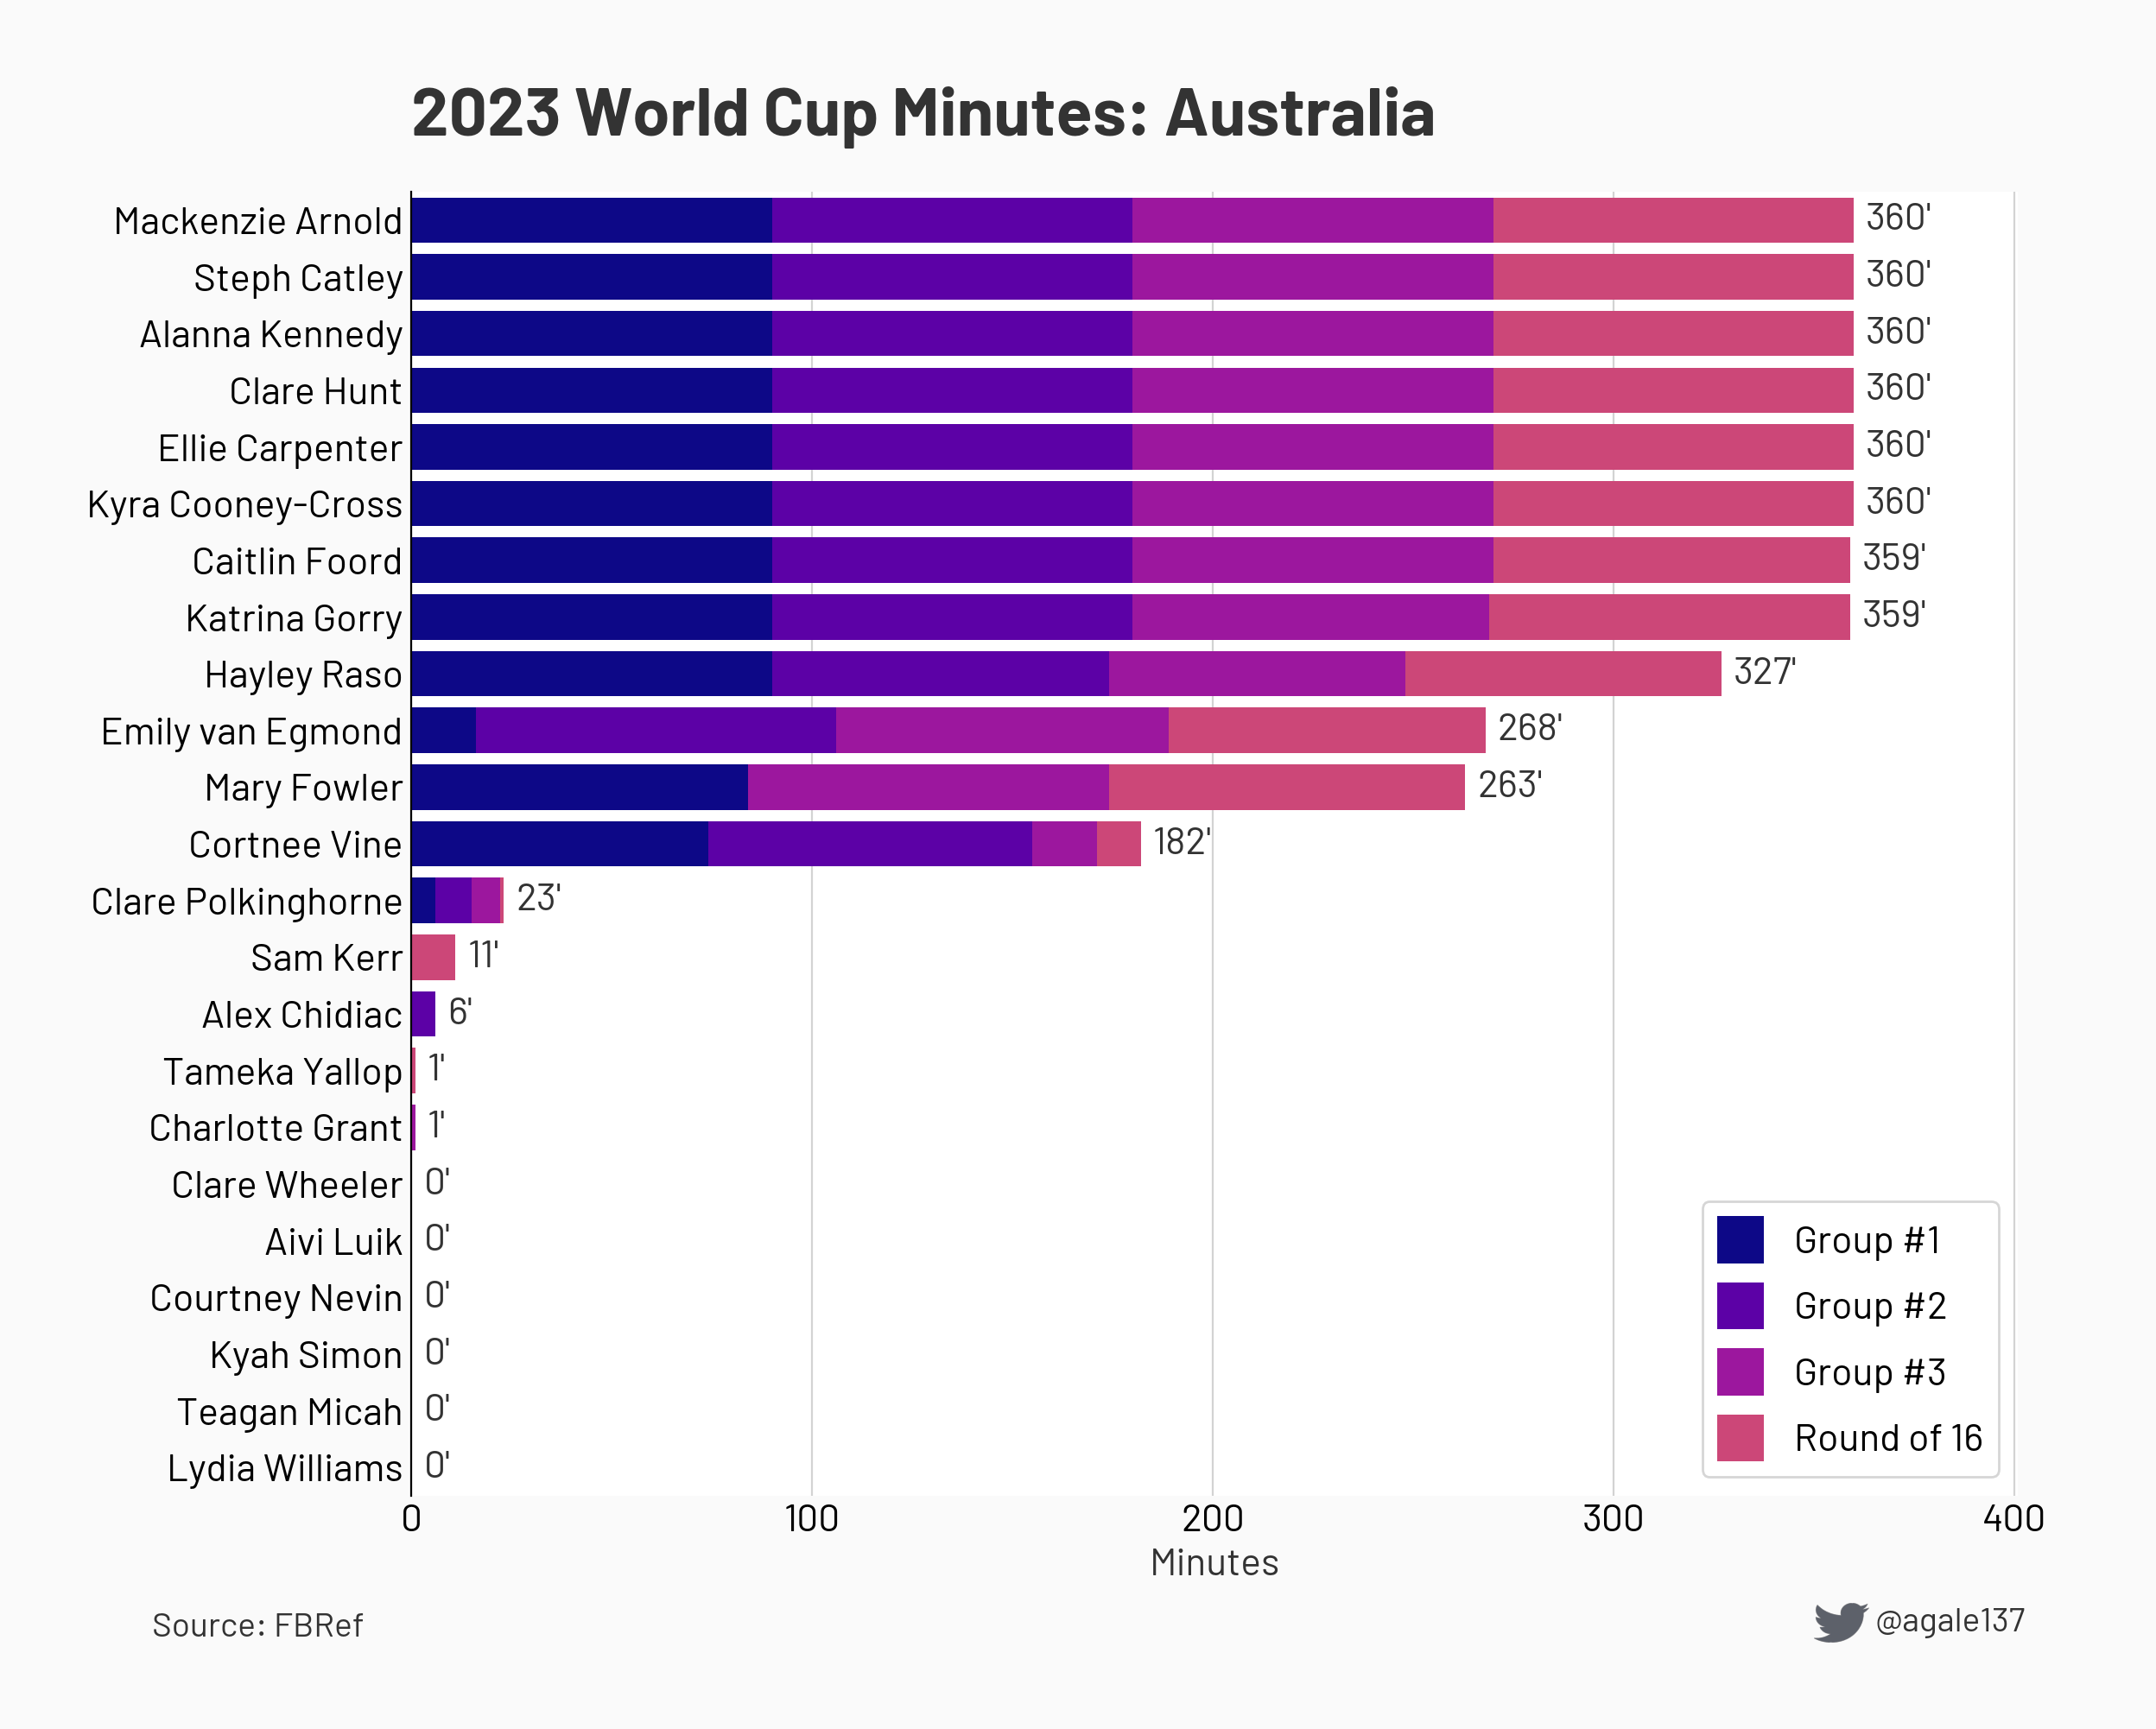 2023 World Cup Minutes: Australia
Mackenzie Arnold 360'
Steph Catley 360'
Alanna Kennedy 360'
Clare Hunt 360'
Ellie Carpenter 360'
Kyra Cooney-Cross 360'
Caitlin Foord 359'
Katrina Gorry 359'
Hayley Raso 327'
Emily van Egmond 268'
Mary Fowler 263'
Cortnee Vine 182'
Clare Polkinghorne 23'
Sam Kerr 11'
Alex Chidiac 6'
Tameka Yallop 1'
Charlotte Grant 1'
Clare Wheeler 0'
Aivi Luik 0'
Courtney Nevin 0'
Kyah Simon 0'
Teagan Micah 0'
Lydia Williams 0'
Group #1
Group #2
Group #3
Round of 16
0 100 200 300 400
Minutes
Source: FBRef
@agale137